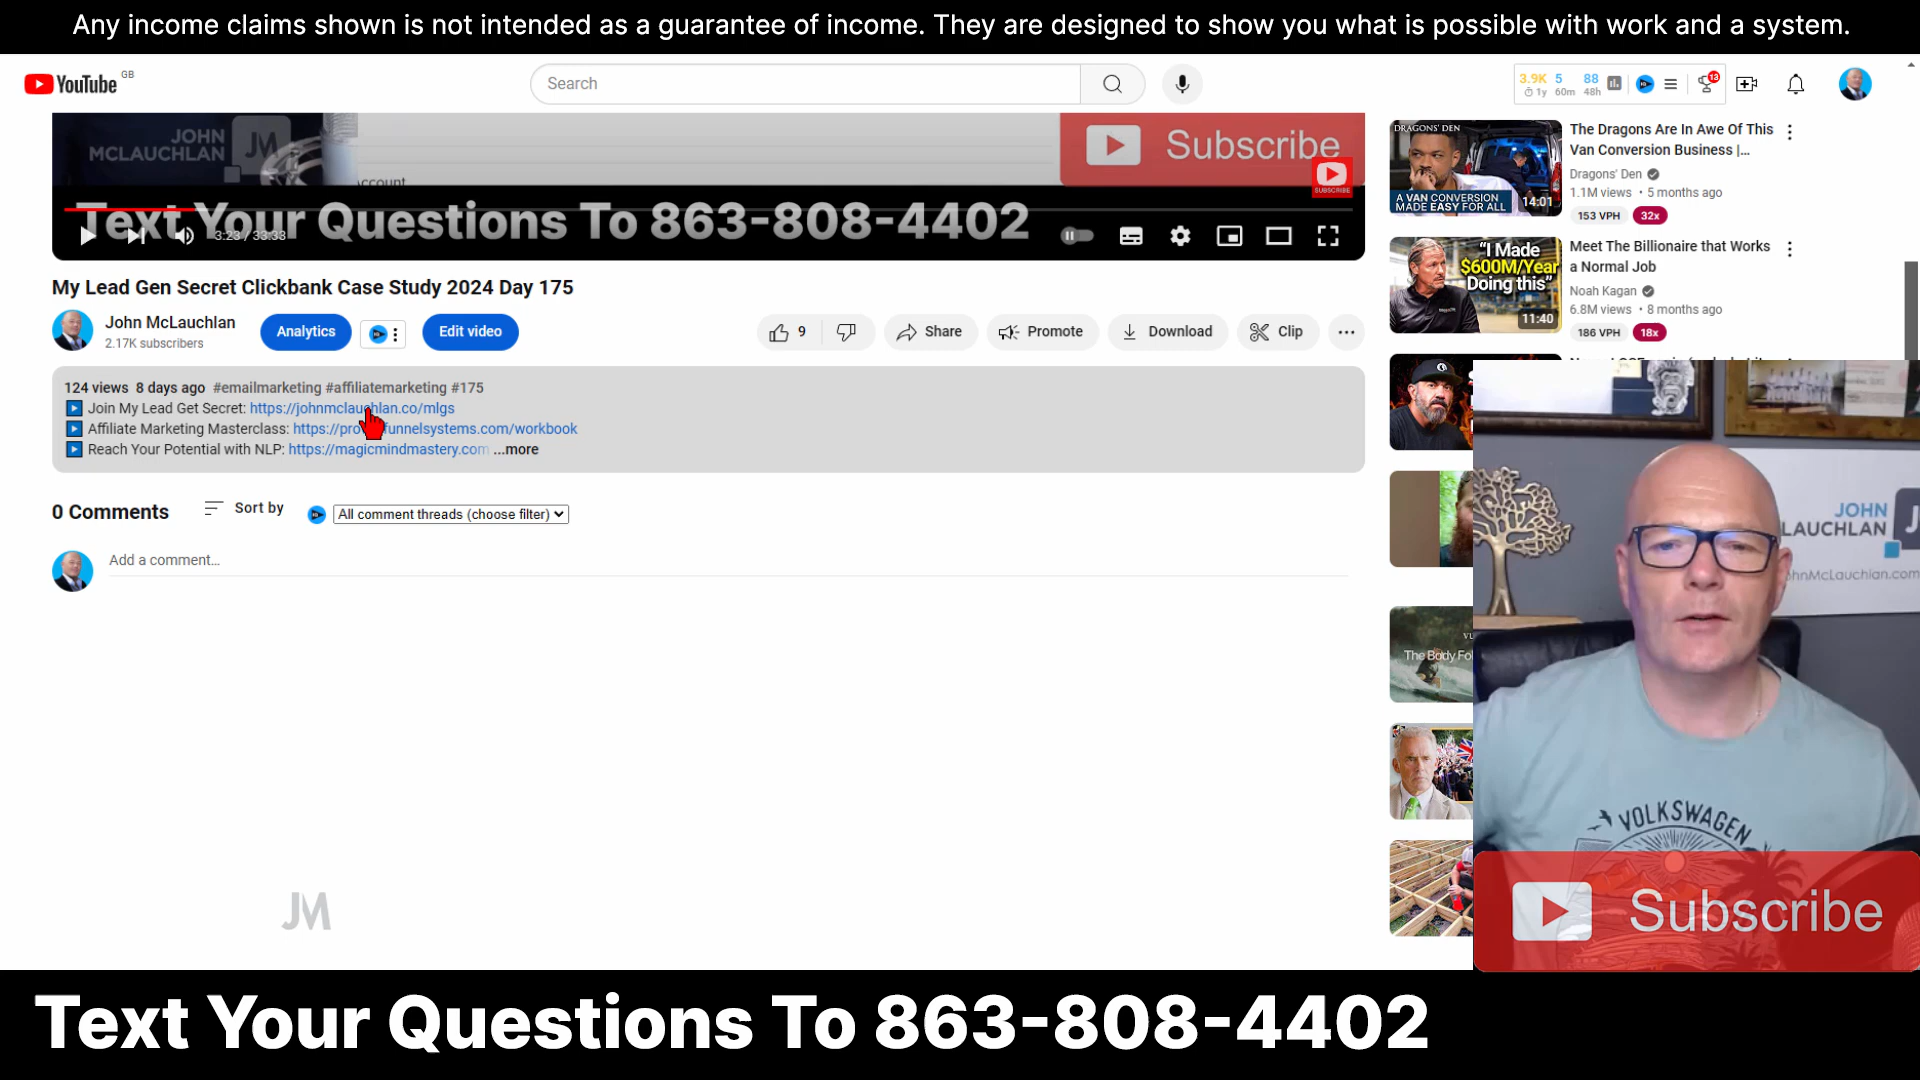 Any income claims shown is not intended as a guarantee of income. They are designed to show you what is possible with work and a system.
YouTube GB
Search
3.9K 5 88
1y 60m 48h
13
JOHN
MCLAUCHLAN JM
Subscribe
SUBSCRIBE
Text Your Questions To 863-808-4402
3:23 / 33:33
My Lead Gen Secret Clickbank Case Study 2024 Day 175
John McLauchlan
2.17K subscribers
Analytics
Edit video
9
Share
Promote
Download
Clip
124 views 8 days ago #emailmarketing #affiliatemarketing #175
Join My Lead Get Secret: https://johnmclauchlan.co/mlgs
Affiliate Marketing Masterclass: https://pro funnelsystems.com/workbook
Reach Your Potential with NLP: https://magicmindmastery.com ...more
0 Comments
Sort by
All comment threads (choose filter)
Add a comment...
DRAGONS' DEN
A VAN CONVERSION
MADE EASY FOR ALL
14:01
The Dragons Are In Awe Of This
Van Conversion Business |...
Dragons' Den
1.1M views • 5 months ago
153 VPH 32x
"I Made
$600M/Year
Doing this"
11:40
Meet The Billionaire that Works
a Normal Job
Noah Kagan
6.8M views • 8 months ago
186 VPH 18x
The Body Fo
JOHN
LAUCHLAN
hnMcLauchlan.com
VOLKSWAGEN
Subscribe
JM
Text Your Questions To 863-808-4402